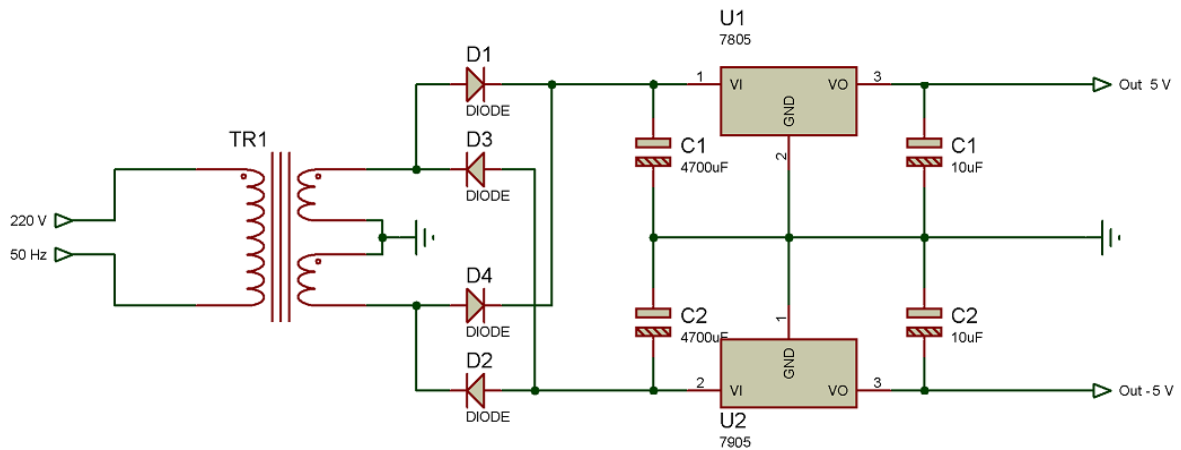 U1
7805
D1
1
VI
VO
3
Out 5 V
DIODE
GND
TR1
D3
2
C1
4700uF
C1
10uF
DIODE
220 V
50 Hz
D4
DIODE
C2
4700uF
1
C2
10uF
D2
GND
2
VI
VO
3
Out -5 V
DIODE
U2
7905